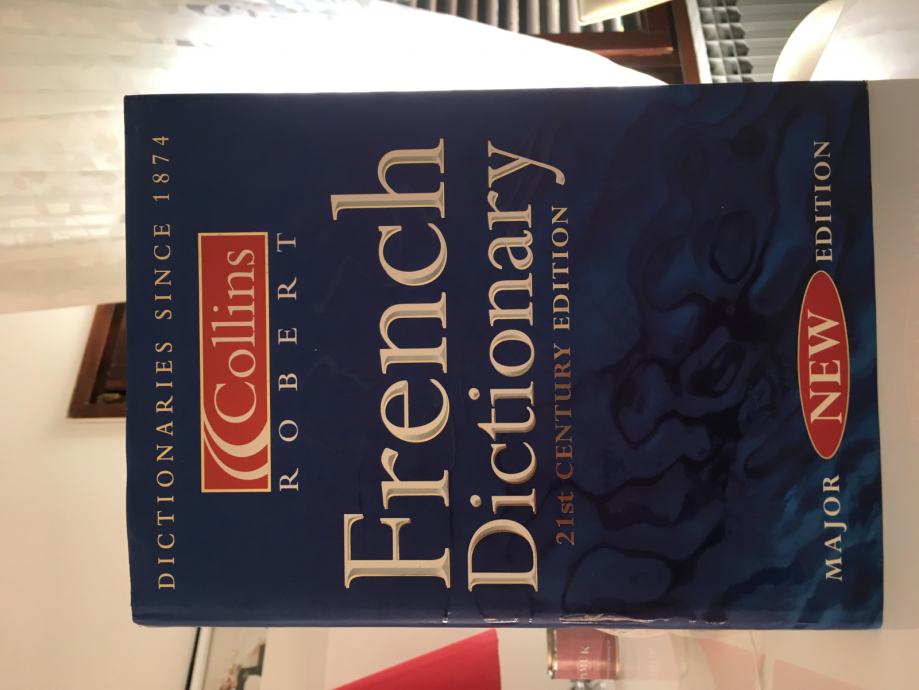 DICTIONARIES SINCE 1874
Collins
ROBERT
French
Dictionary
21st CENTURY EDITION
MAJOR NEW EDITION